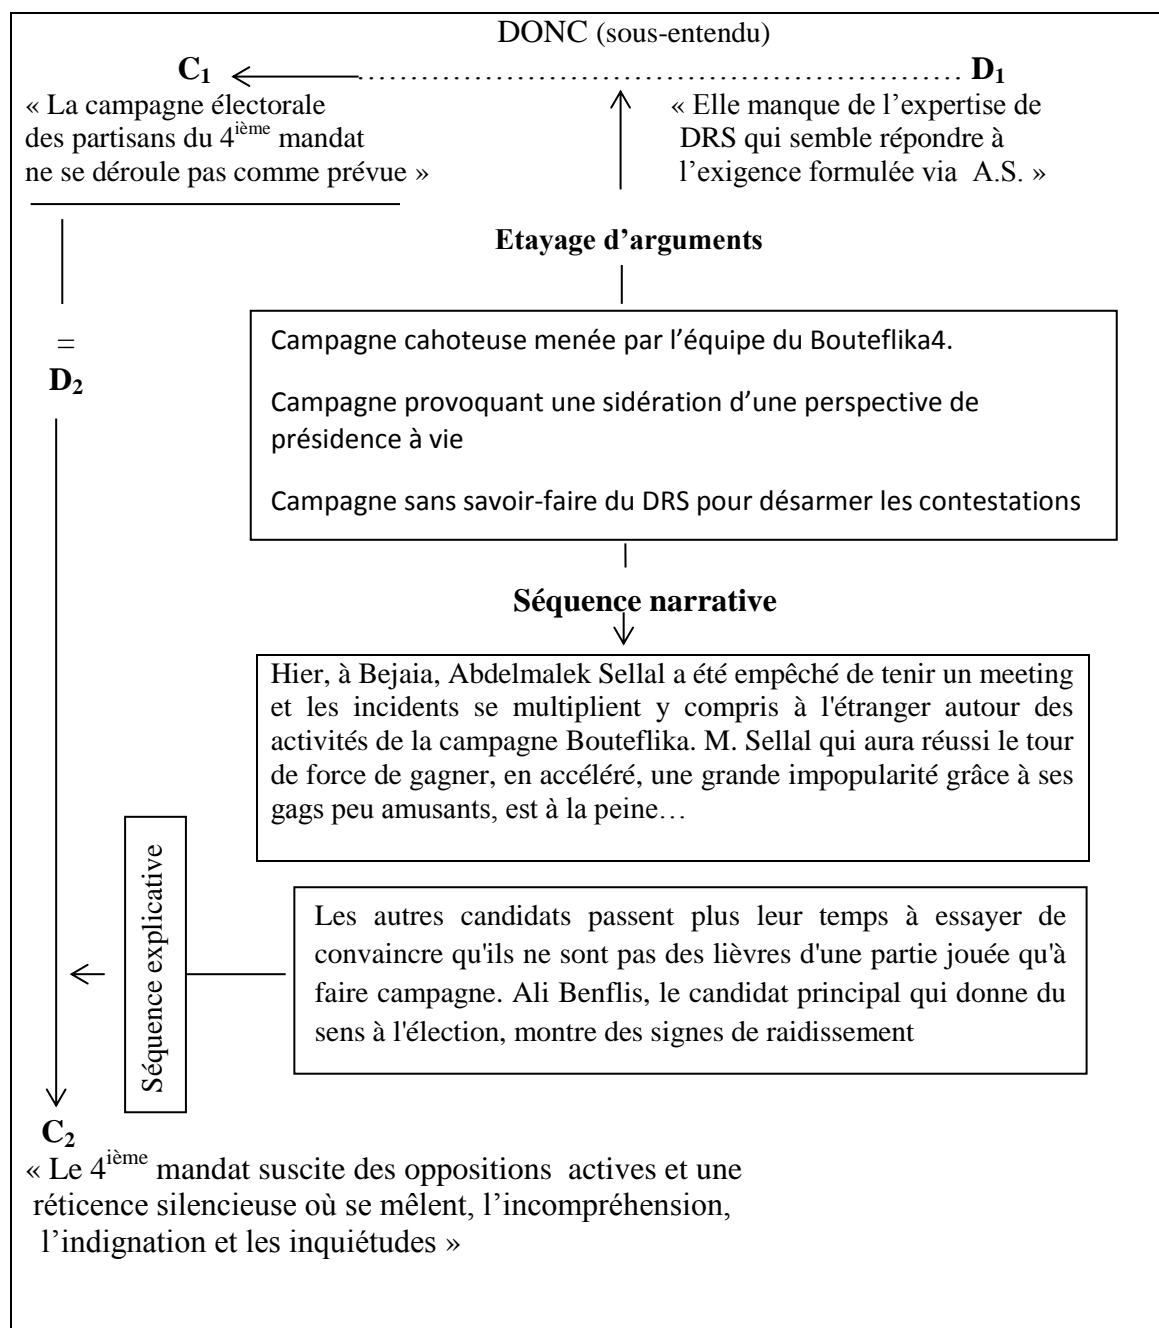 DONC (sous-entendu)
C1 D1
« La campagne électorale
des partisans du 4ième mandat
ne se déroule pas comme prévue »
« Elle manque de l’expertise de
DRS qui semble répondre à
l’exigence formulée via A.S. »
Etayage d’arguments
=
D2
Campagne cahoteuse menée par l’équipe du Bouteflika4.
Campagne provoquant une sidération d’une perspective de
présidence à vie
Campagne sans savoir-faire du DRS pour désarmer les contestations
Séquence narrative
Hier, à Bejaia, Abdelmalek Sellal a été empêché de tenir un meeting
et les incidents se multiplient y compris à l'étranger autour des
activités de la campagne Bouteflika. M. Sellal qui aura réussi le tour
de force de gagner, en accéléré, une grande impopularité grâce à ses
gags peu amusants, est à la peine…
Séquence explicative
Les autres candidats passent plus leur temps à essayer de
convaincre qu'ils ne sont pas des lièvres d'une partie jouée qu'à
faire campagne. Ali Benflis, le candidat principal qui donne du
sens à l'élection, montre des signes de raidissement
C2
« Le 4ième mandat suscite des oppositions actives et une
réticence silencieuse où se mêlent, l’incompréhension,
l’indignation et les inquiétudes »